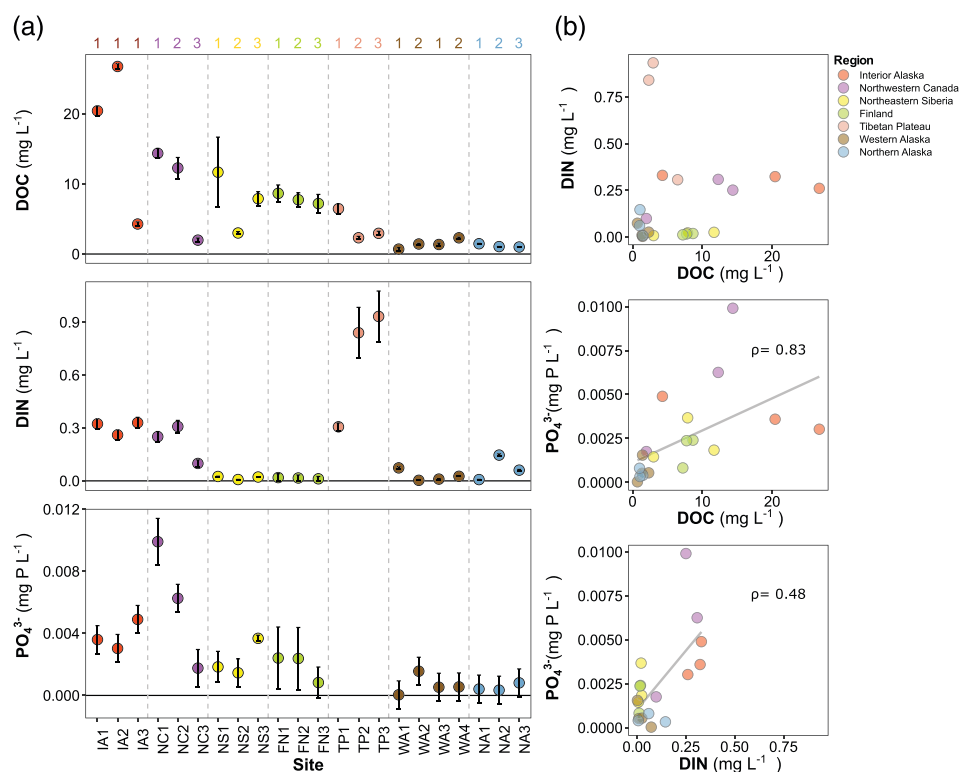 (a)
1 1 1 1 2 3 1 2 3 1 2 3 1 2 3 1 1 2 2 1 2 3
DOC (mg L⁻¹)
20
10
0
DIN (mg L⁻¹)
0.9
0.6
0.3
0.0
PO₄³⁻(mg P L⁻¹)
0.012
0.008
0.004
0.000
IA1 IA2 IA3 NC1 NC2 NC3 NS1 NS2 NS3 FN1 FN2 FN3 TP1 TP2 TP3 WA1 WA2 WA3 WA4 NA1 NA2 NA3
Site
(b)
DIN (mg L⁻¹)
0.75
0.50
0.25
0.00
0 10 20
DOC (mg L⁻¹)
Region
Interior Alaska
Northwestern Canada
Northeastern Siberia
Finland
Tibetan Plateau
Western Alaska
Northern Alaska
PO₄³⁻(mg P L⁻¹)
0.0100
0.0075
0.0050
0.0025
0.0000
ρ= 0.83
0 10 20
DOC (mg L⁻¹)
PO₄³⁻(mg P L⁻¹)
0.0100
0.0075
0.0050
0.0025
0.0000
ρ= 0.48
0.00 0.25 0.50 0.75
DIN (mg L⁻¹)